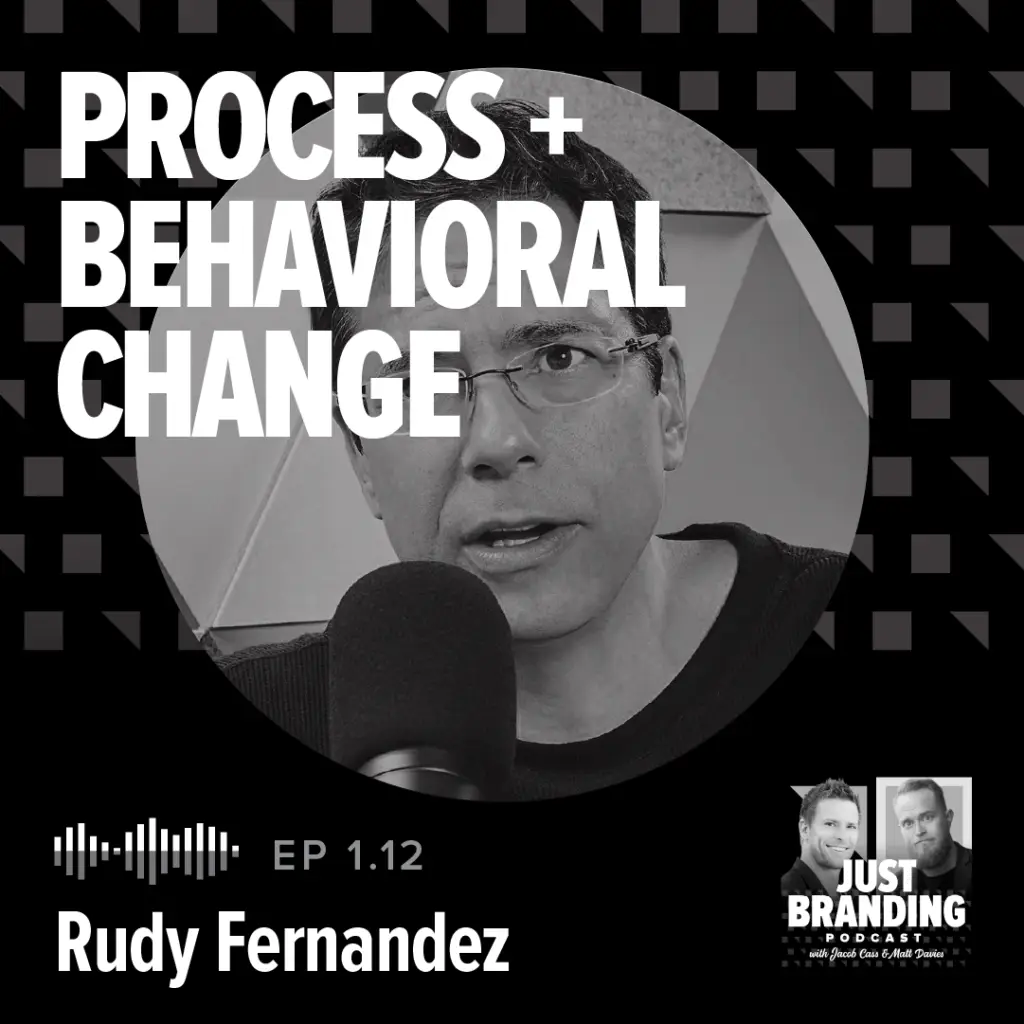 PROCESS +
BEHAVIORAL
CHANGE
EP 1.12
Rudy Fernandez
JUST
BRANDING
PODCAST
with Jacob Cass & Matt Davies